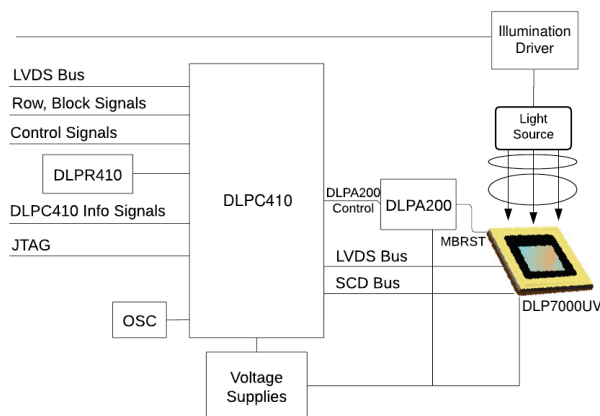 Illumination
Driver
LVDS Bus
Row, Block Signals
Control Signals
Light
Source
DLPR410
DLPC410
DLPA200
Control
DLPA200
DLPC410 Info Signals
MBRST
JTAG
LVDS Bus
SCD Bus
DLP7000UV
OSC
Voltage
Supplies